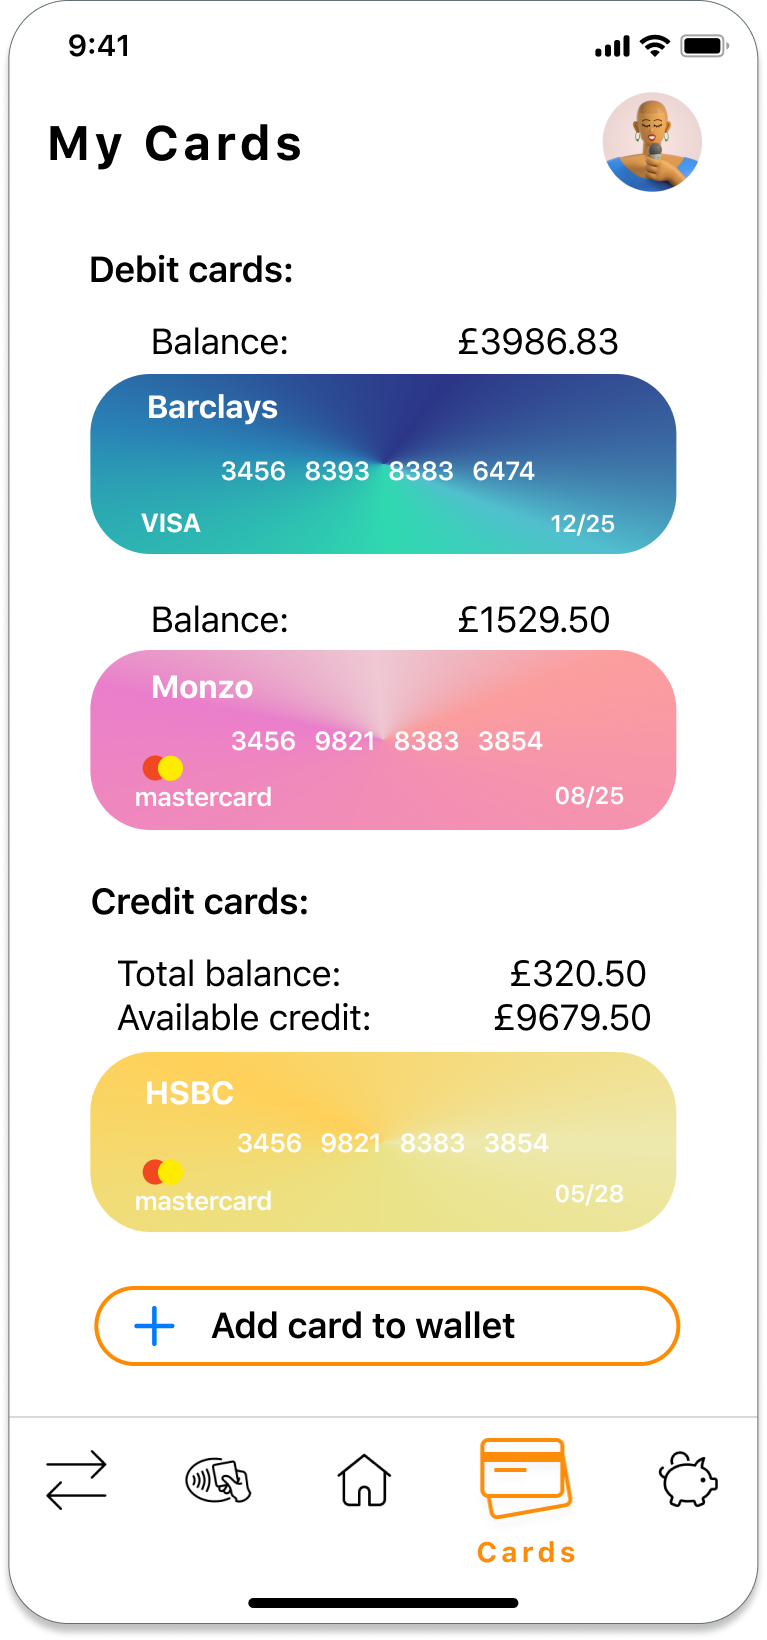 9:41
My Cards
Debit cards:
Balance: £3986.83
Barclays
3456 8393 8383 6474
VISA 12/25
Balance: £1529.50
Monzo
3456 9821 8383 3854
mastercard 08/25
Credit cards:
Total balance: £320.50
Available credit: £9679.50
HSBC
3456 9821 8383 3854
mastercard 05/28
Add card to wallet
Cards